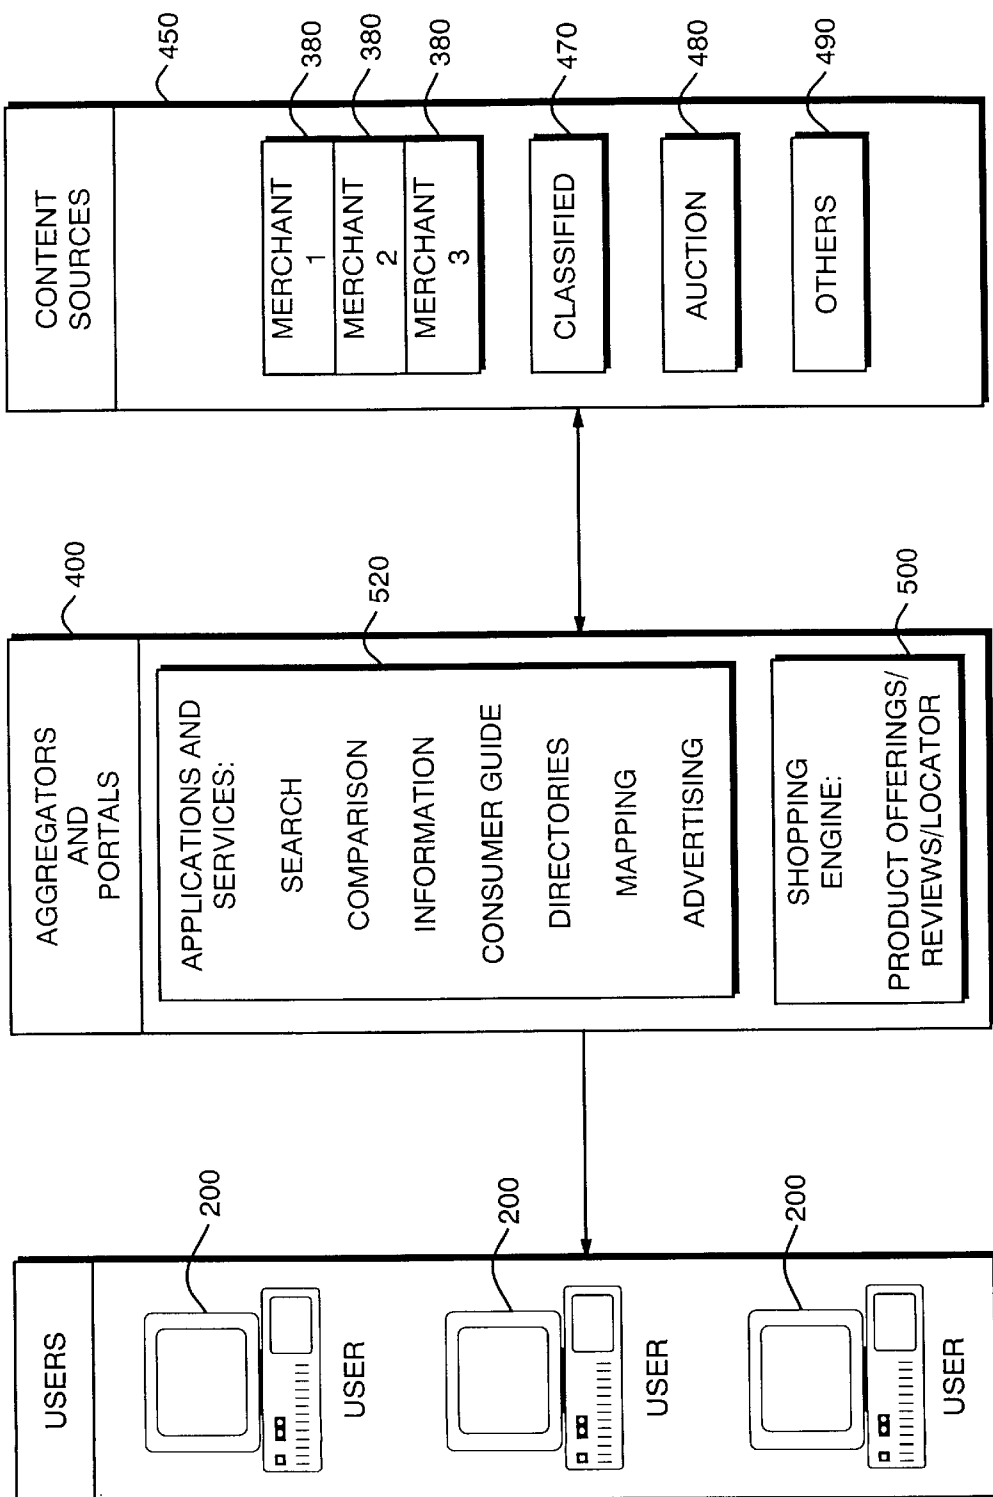 USERS
200
USER
200
USER
200
USER
AGGREGATORS
AND
PORTALS
400
APPLICATIONS AND
SERVICES:
SEARCH
COMPARISON
INFORMATION
CONSUMER GUIDE
DIRECTORIES
MAPPING
ADVERTISING
520
SHOPPING
ENGINE:
PRODUCT OFFERINGS/
REVIEWS/LOCATOR
500
CONTENT
SOURCES
450
MERCHANT
1
380
MERCHANT
2
380
MERCHANT
3
380
CLASSIFIED
470
AUCTION
480
OTHERS
490